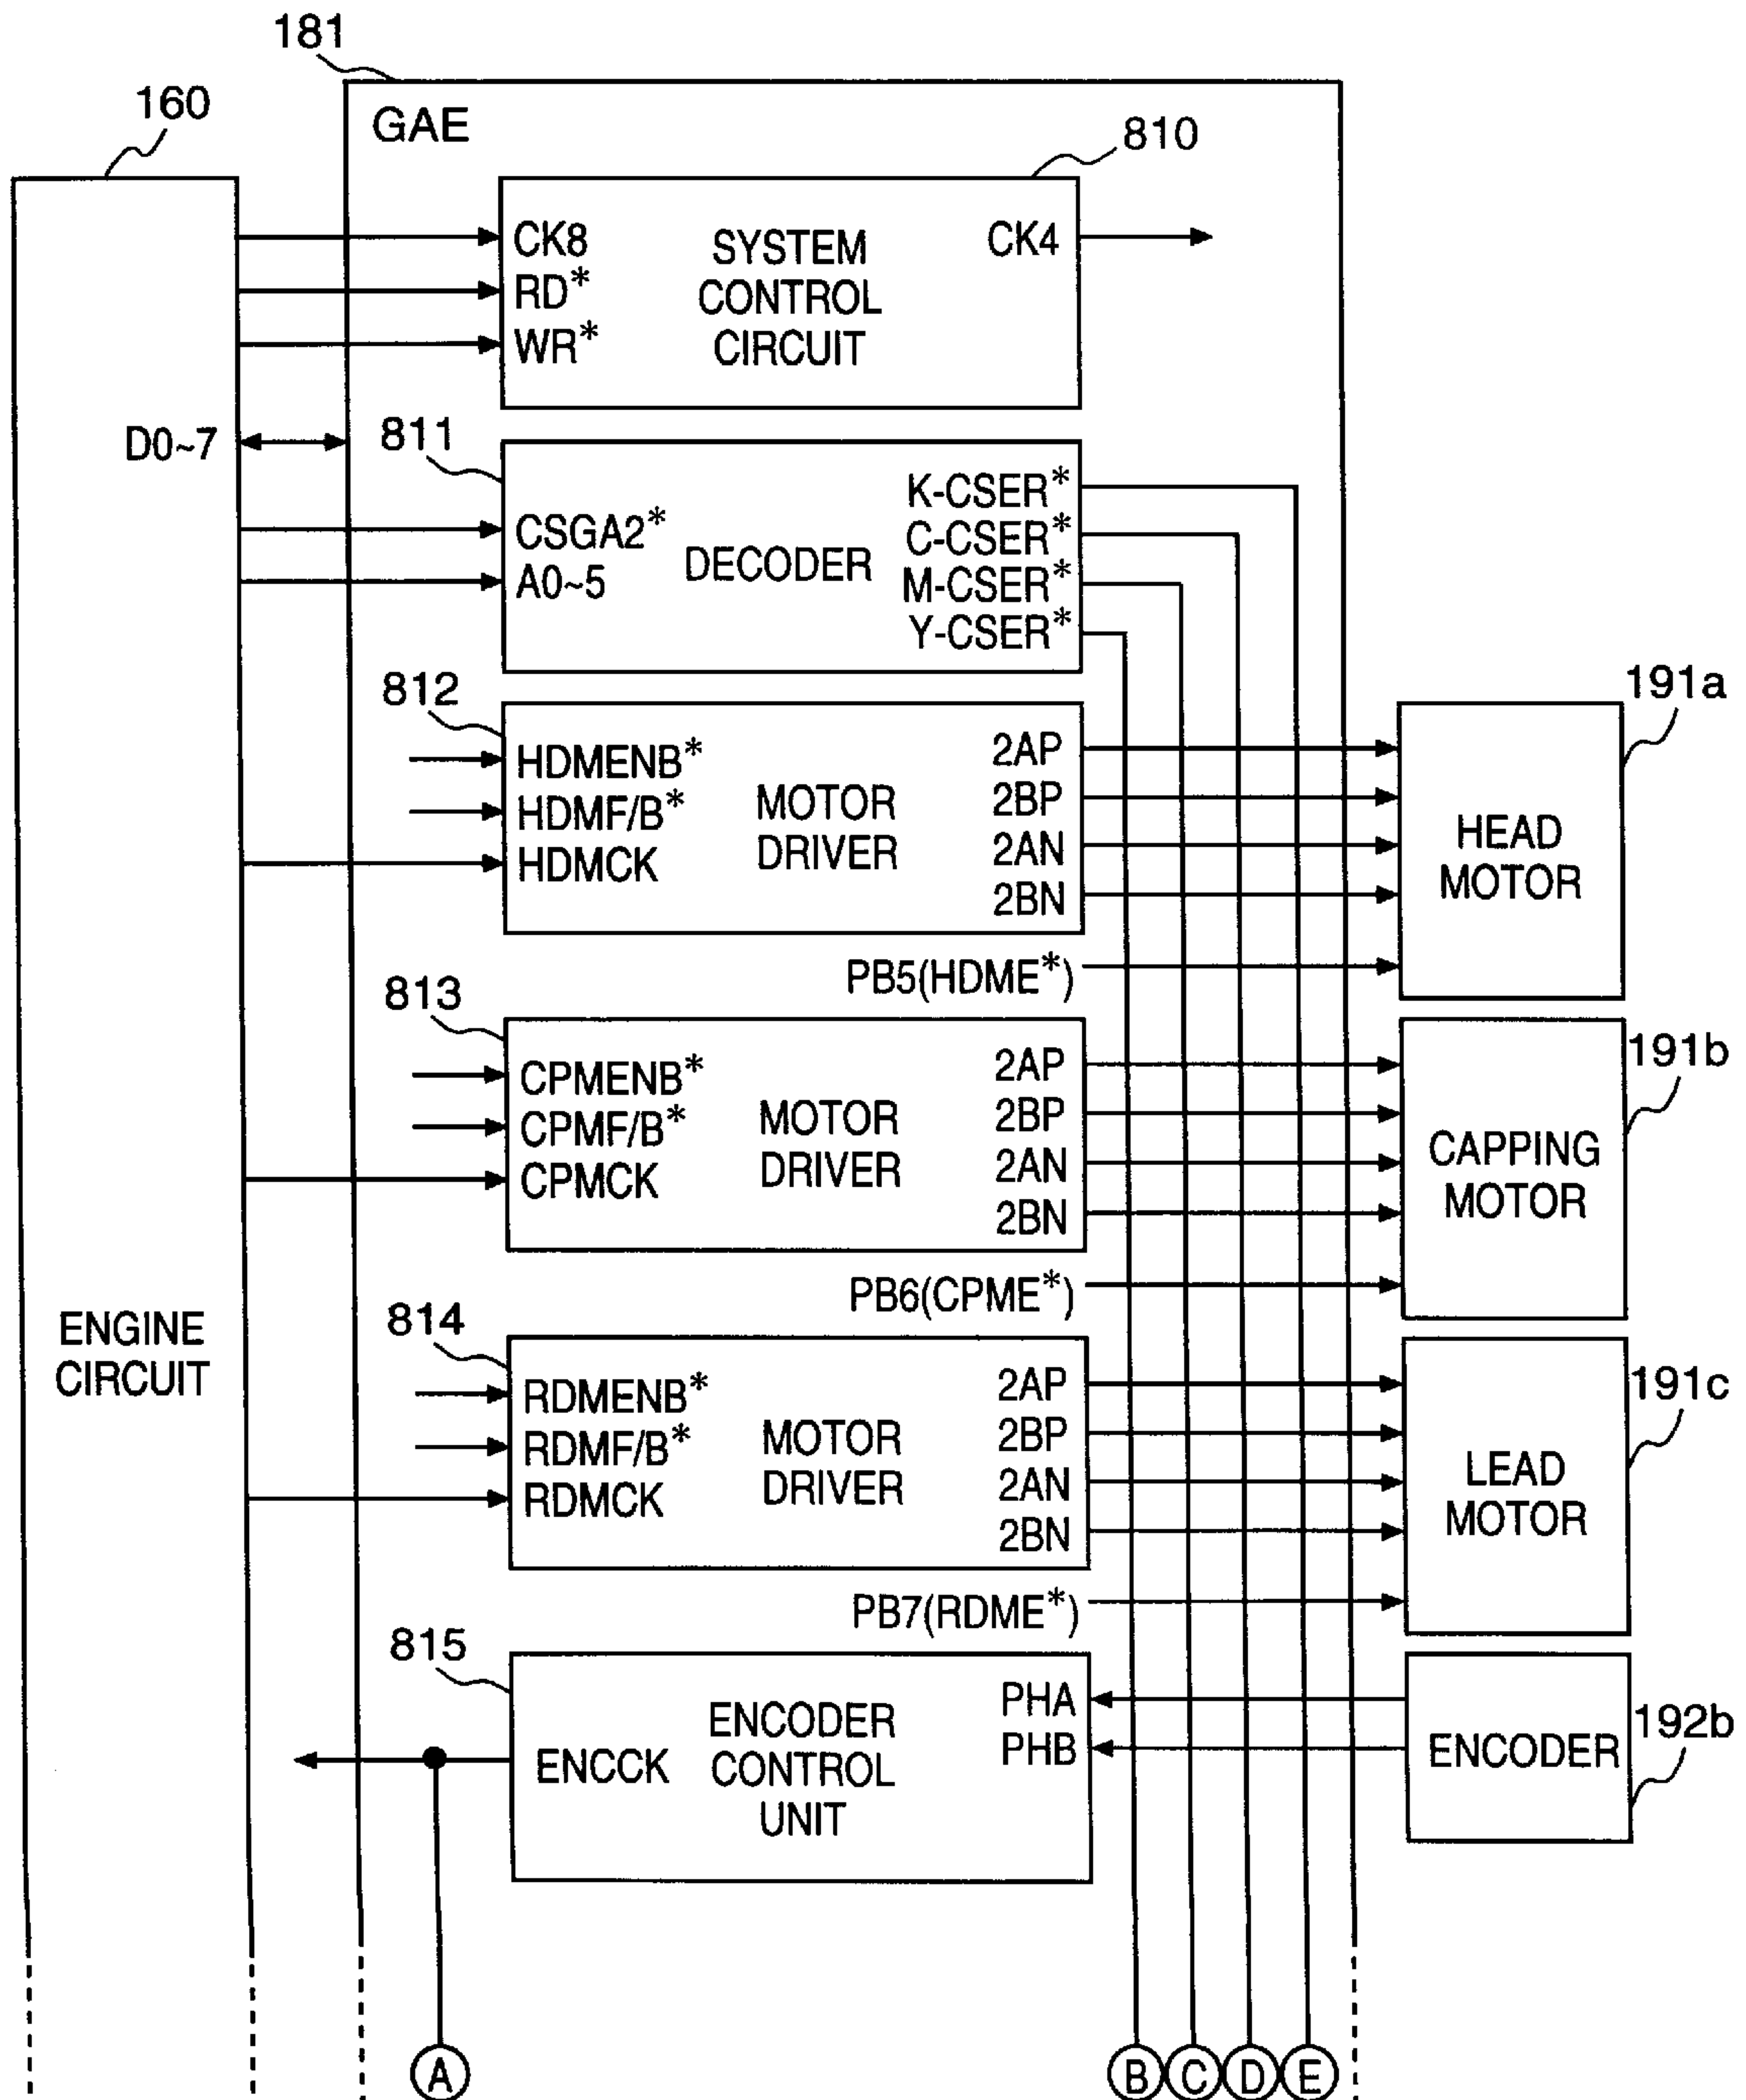 181
160
GAE
810
CK8
RD*
WR*
SYSTEM
CONTROL
CIRCUIT
CK4
D0~7
811
CSGA2*
A0~5
DECODER
K-CSER*
C-CSER*
M-CSER*
Y-CSER*
812
HDMENB*
HDMF/B*
HDMCK
MOTOR
DRIVER
2AP
2BP
2AN
2BN
191a
HEAD
MOTOR
PB5(HDME*)
813
CPMENB*
CPMF/B*
CPMCK
MOTOR
DRIVER
2AP
2BP
2AN
2BN
191b
CAPPING
MOTOR
PB6(CPME*)
ENGINE
CIRCUIT
814
RDMENB*
RDMF/B*
RDMCK
MOTOR
DRIVER
2AP
2BP
2AN
2BN
191c
LEAD
MOTOR
PB7(RDME*)
815
ENCCK
ENCODER
CONTROL
UNIT
PHA
PHB
ENCODER
192b
A
B
C
D
E